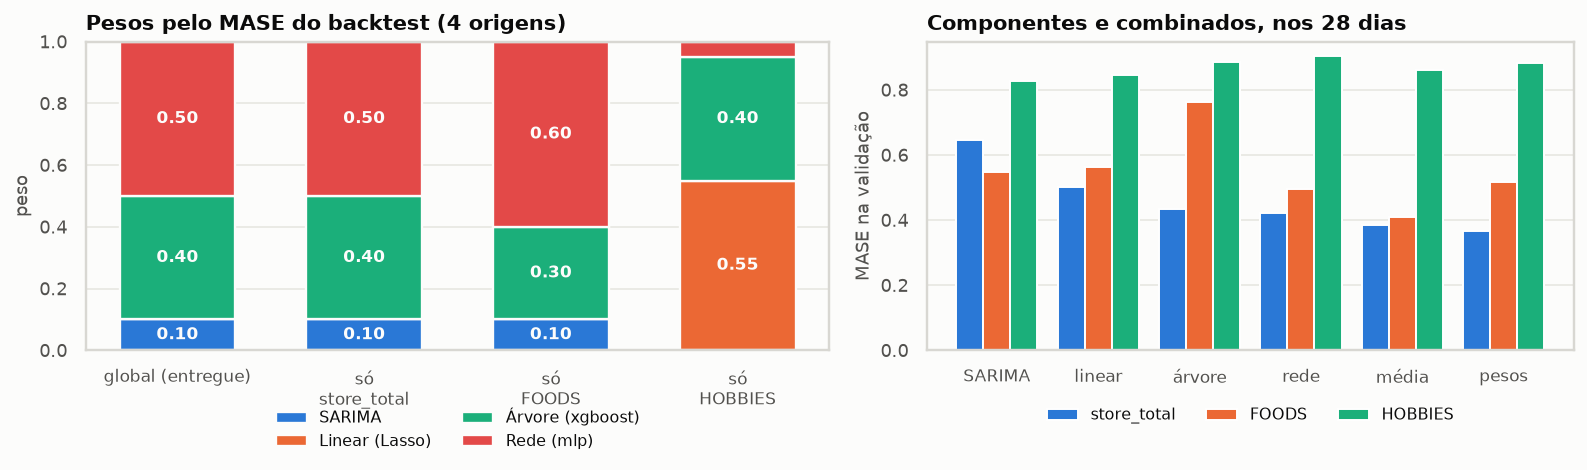 Pesos pelo MASE do backtest (4 origens)
peso
1.0
0.8
0.6
0.4
0.2
0.0
0.50
0.40
0.10
0.50
0.40
0.10
0.60
0.30
0.10
0.40
0.55
global (entregue)
só
store_total
só
FOODS
só
HOBBIES
SARIMA
Linear (Lasso)
Árvore (xgboost)
Rede (mlp)
Componentes e combinados, nos 28 dias
MASE na validação
0.8
0.6
0.4
0.2
0.0
SARIMA
linear
árvore
rede
média
pesos
store_total
FOODS
HOBBIES